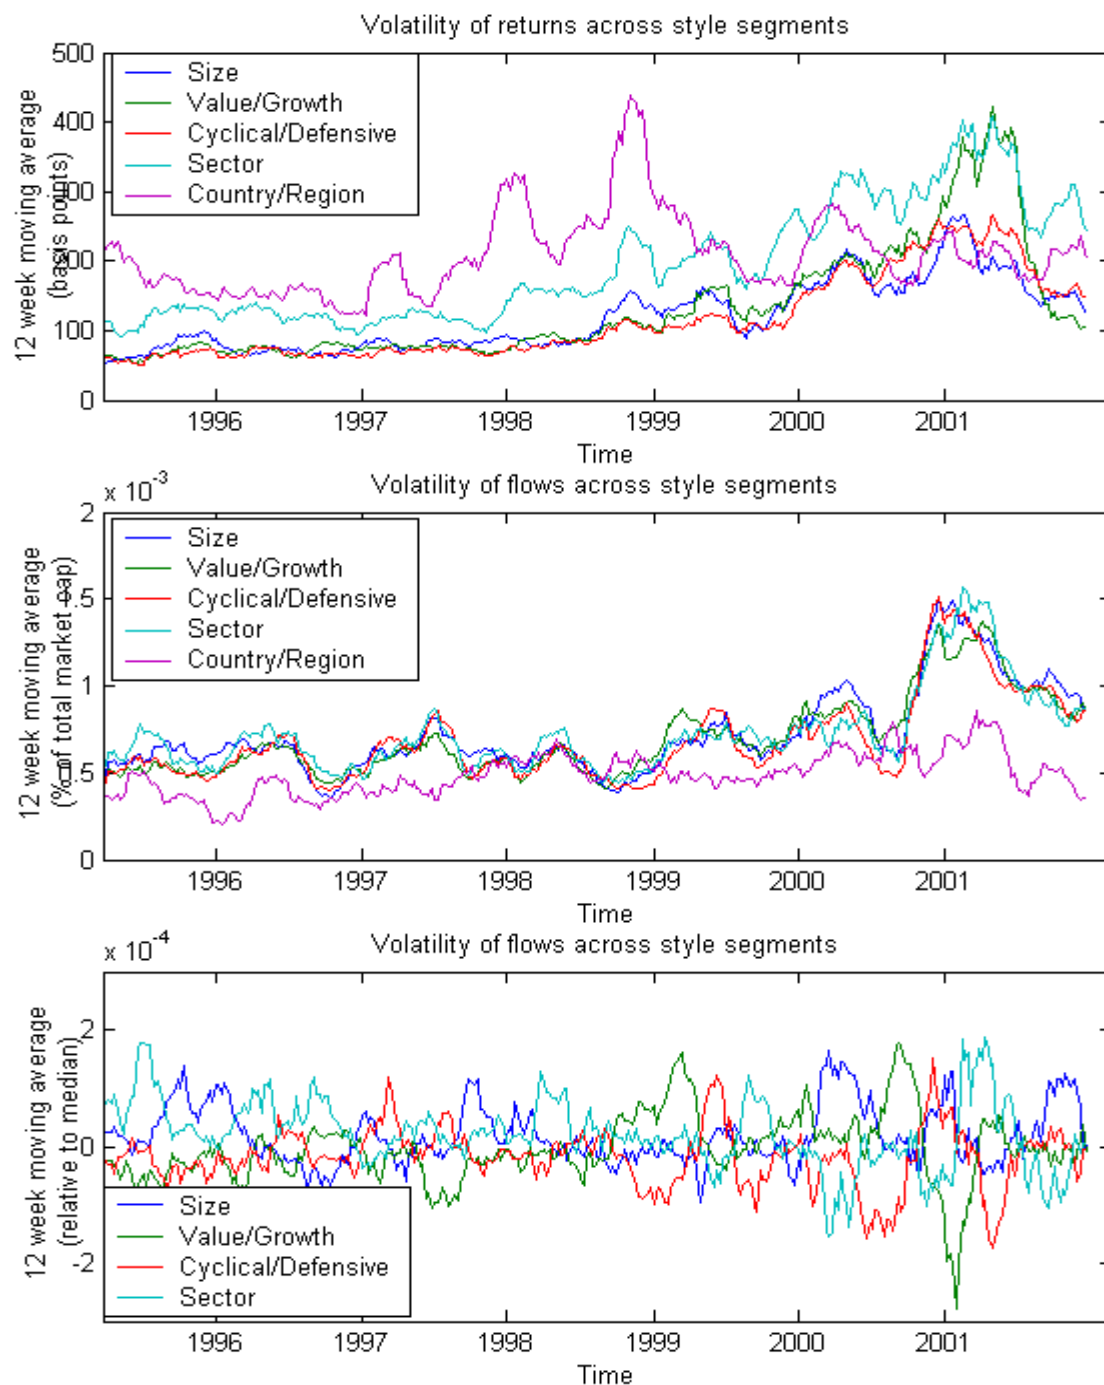 Volatility of returns across style segments
500
400
300
200
100
0
12 week moving average
(basis points)
Size
Value/Growth
Cyclical/Defensive
Sector
Country/Region
1996 1997 1998 1999 2000 2001
Time
x 10-3
Volatility of flows across style segments
2
1.5
1
0.5
0
12 week moving average
(% of total market cap)
Size
Value/Growth
Cyclical/Defensive
Sector
Country/Region
1996 1997 1998 1999 2000 2001
Time
x 10-4
Volatility of flows across style segments
2
0
-2
12 week moving average
(relative to median)
Size
Value/Growth
Cyclical/Defensive
Sector
1996 1997 1998 1999 2000 2001
Time